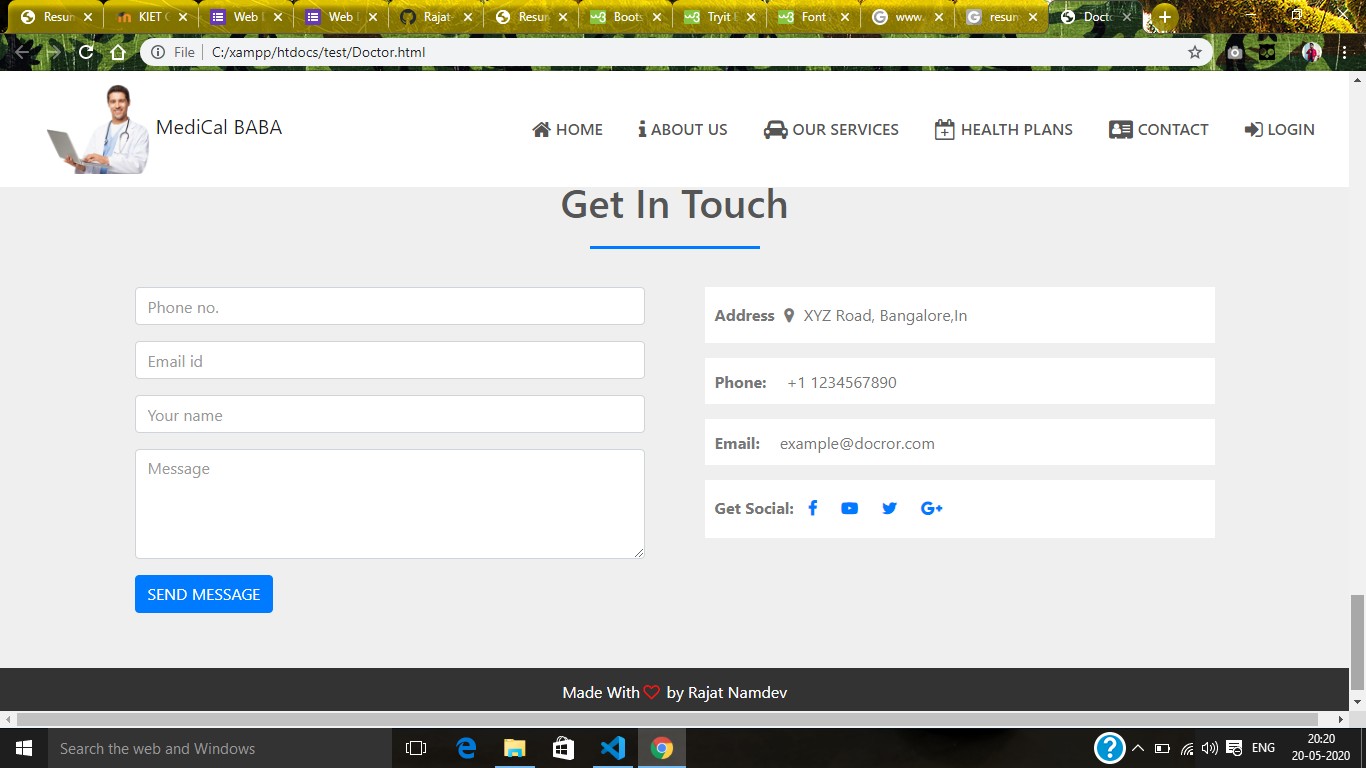 Resun
KIET C
Web I
Web I
Rajat
Resun
Boots
Tryit E
Font
www.
resun
Docto
File C:/xampp/htdocs/test/Doctor.html
MediCal BABA
HOME ABOUT US OUR SERVICES HEALTH PLANS CONTACT LOGIN
Get In Touch
Phone no.
Email id
Your name
Message
SEND MESSAGE
Address XYZ Road, Bangalore,In
Phone: +1 1234567890
Email: example@docror.com
Get Social:
Made With by Rajat Namdev
Search the web and Windows
ENG
20:20
20-05-2020